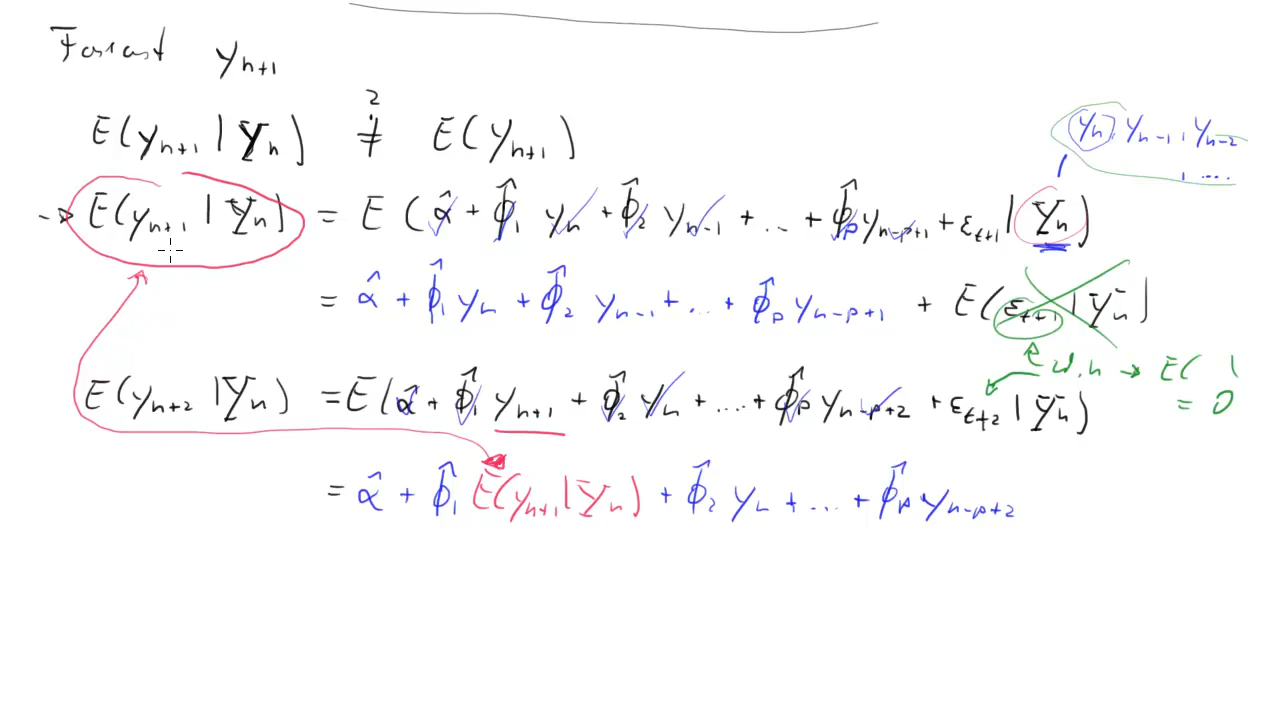 Forecast y_{n+1}
E(y_{n+1} | Y_n) ≠^? E(y_{n+1})
y_n, y_{n-1}, y_{n-2}, ....
→ E(y_{n+1} | Y_n) = E(α̂ + φ̂_1 y_n + φ̂_2 y_{n-1} + ... + φ̂_p y_{n-p+1} + ε_{t+1} | Y_n)
= α̂ + φ̂_1 y_n + φ̂_2 y_{n-1} + ... + φ̂_p y_{n-p+1} + E(ε_{t+1} | Y_n)
w.n → E( )
= 0
E(y_{n+2} | Y_n) = E(α̂ + φ̂_1 y_{n+1} + φ̂_2 y_n + .... + φ̂_p y_{n-p+2} + ε_{t+2} | Y_n)
= α̂ + φ̂_1 E(y_{n+1} | Y_n) + φ̂_2 y_n + ... + φ̂_p y_{n-p+2}